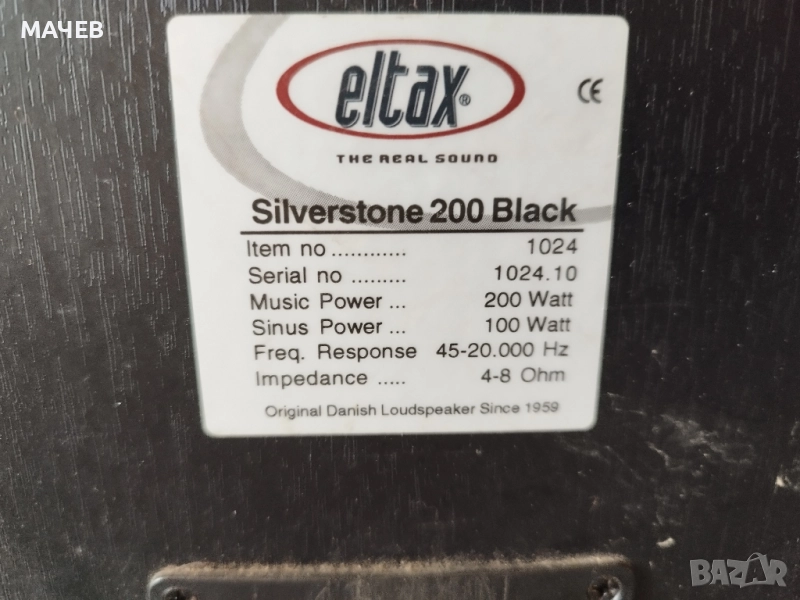 МАЧЕВ
eltax®
CE
THE REAL SOUND
Silverstone 200 Black
Item no ............ 1024
Serial no ......... 1024.10
Music Power ... 200 Watt
Sinus Power ... 100 Watt
Freq. Response 45-20.000 Hz
Impedance ..... 4-8 Ohm
Original Danish Loudspeaker Since 1959
BAZAR